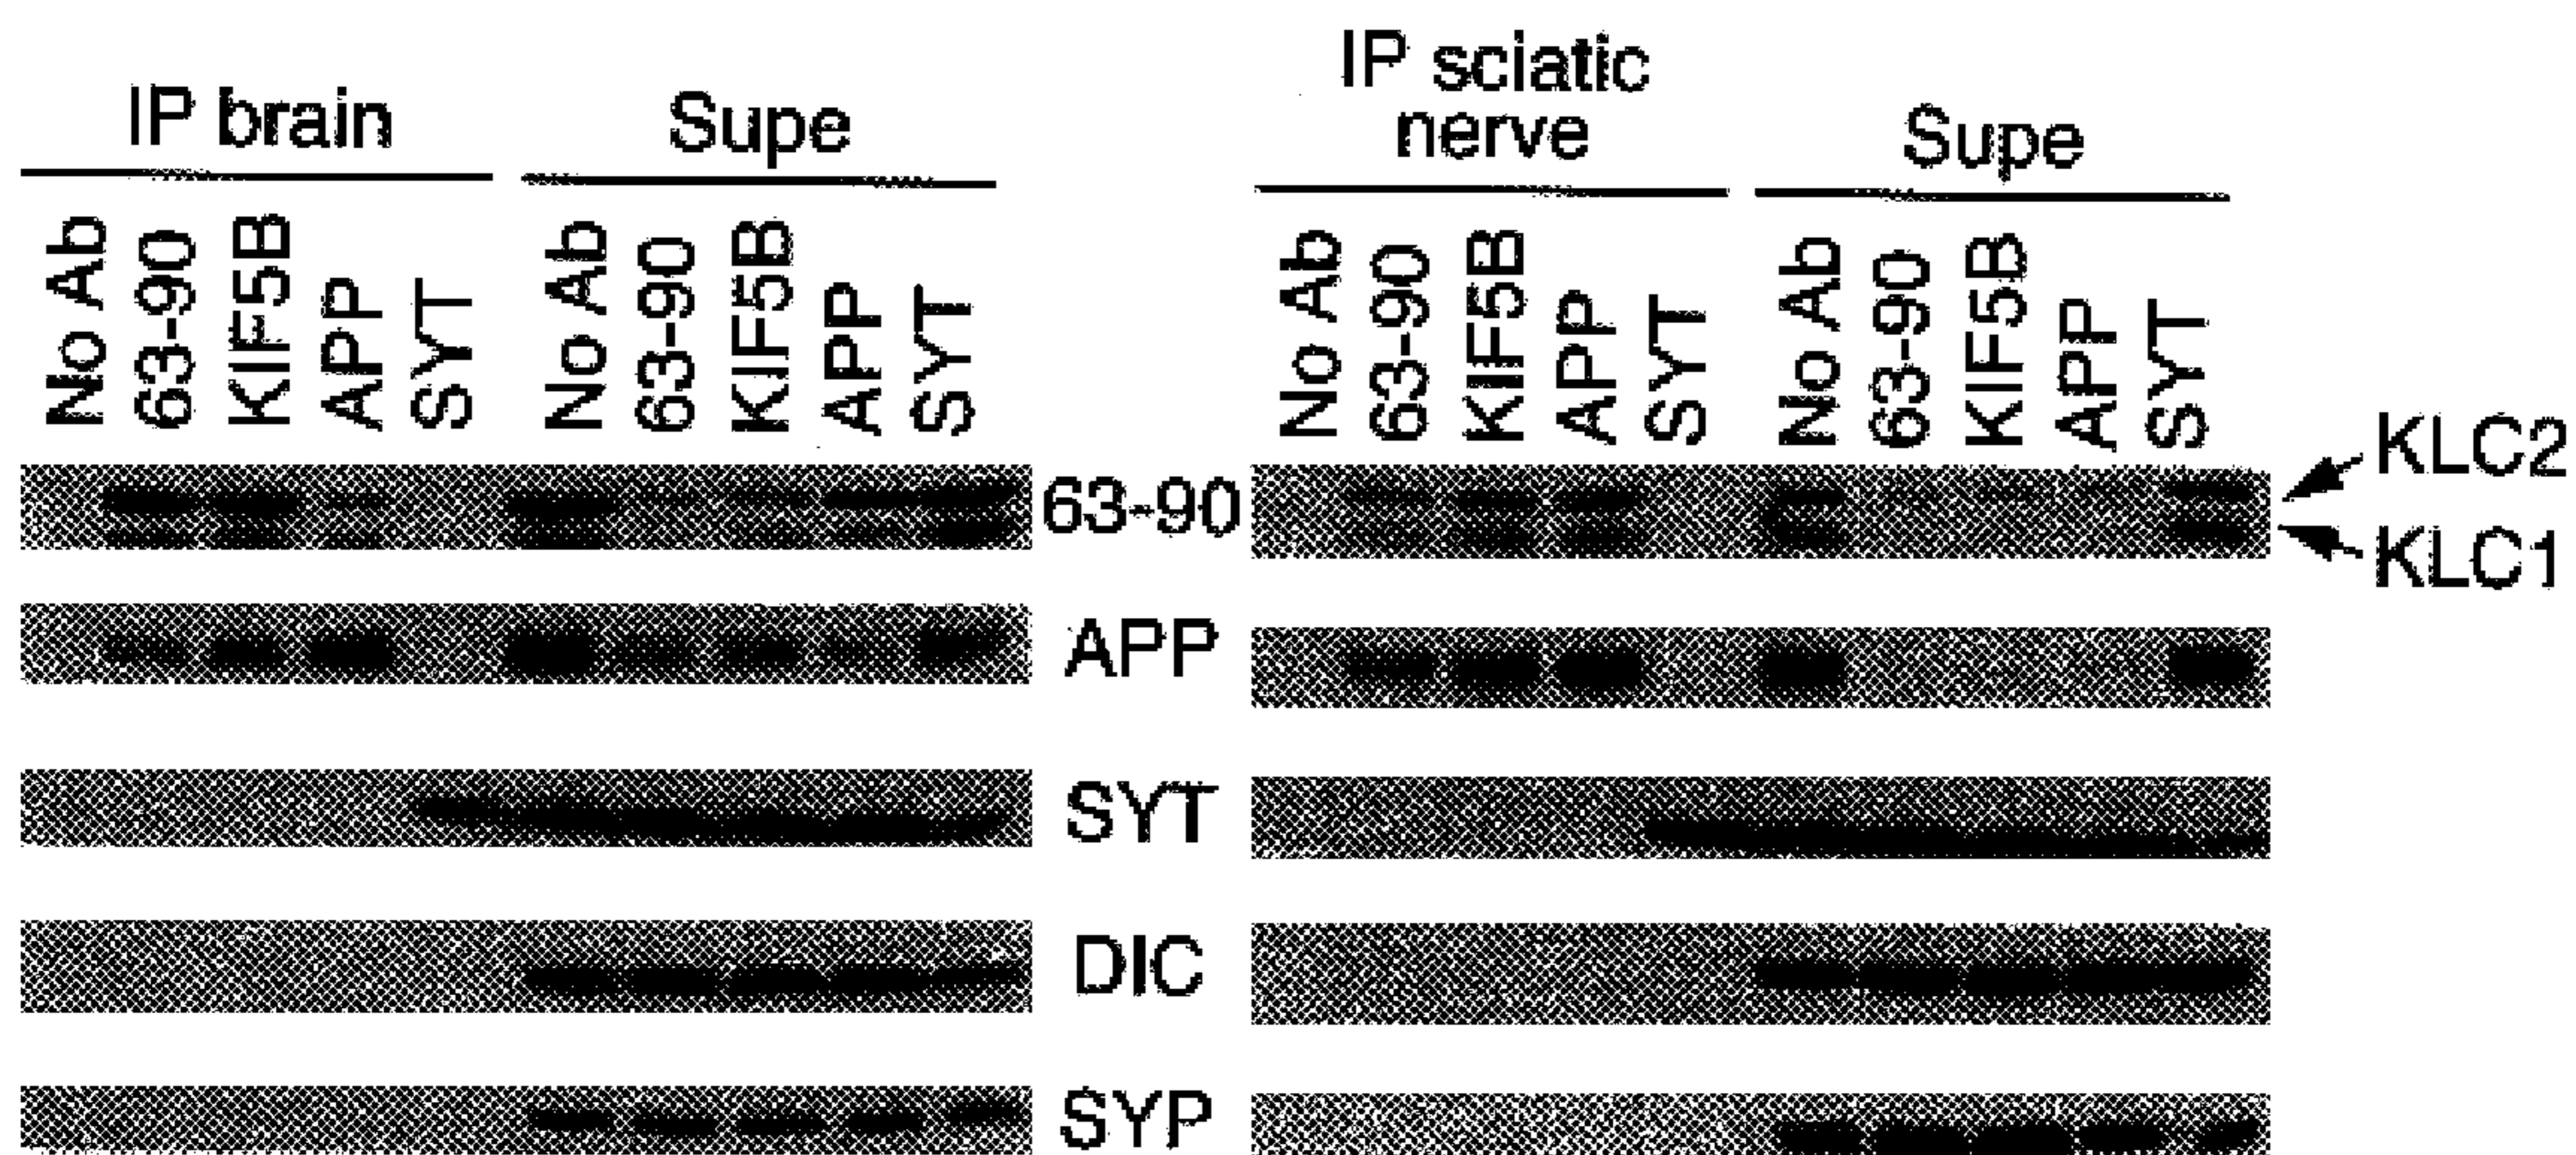 IP brain
Supe
IP sciatic
nerve
Supe
No Ab
63-90
KIF5B
APP
SYT
No Ab
63-90
KIF5B
APP
SYT
No Ab
63-90
KIF5B
APP
SYT
No Ab
63-90
KIF5B
APP
SYT
63-90
KLC2
KLC1
APP
SYT
DIC
SYP